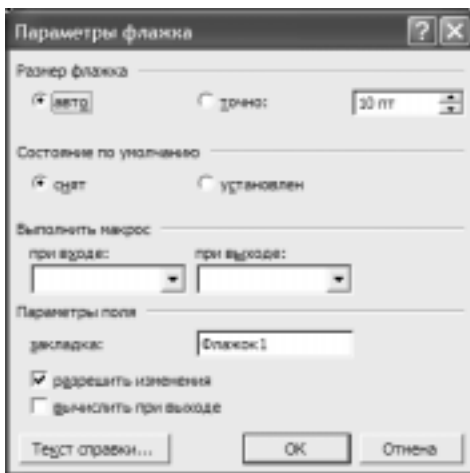 Параметры флажка
Размер флажка
авто точно: 10 пт
Состояние по умолчанию
снят установлен
Выполнить макрос
при входе: при выходе:
Параметры поля
закладка: Флажок1
разрешить изменения
вычислить при выходе
Текст справки... ОК Отмена